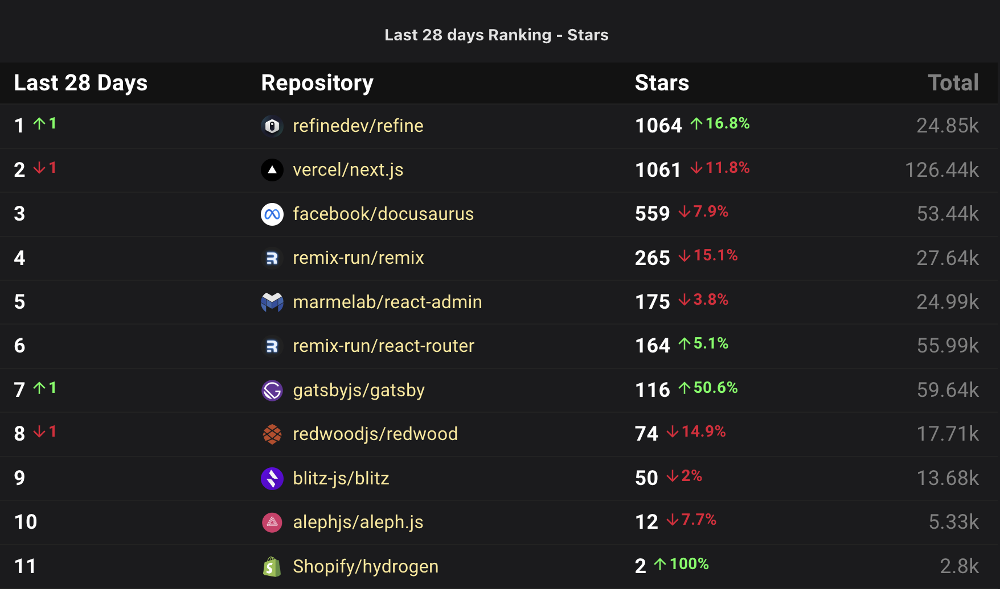 Last 28 days Ranking - Stars
Last 28 Days Repository Stars Total
1 ↑1 refinedev/refine 1064 ↑16.8% 24.85k
2 ↓1 vercel/next.js 1061 ↓11.8% 126.44k
3 facebook/docusaurus 559 ↓7.9% 53.44k
4 remix-run/remix 265 ↓15.1% 27.64k
5 marmelab/react-admin 175 ↓3.8% 24.99k
6 remix-run/react-router 164 ↑5.1% 55.99k
7 ↑1 gatsbyjs/gatsby 116 ↑50.6% 59.64k
8 ↓1 redwoodjs/redwood 74 ↓14.9% 17.71k
9 blitz-js/blitz 50 ↓2% 13.68k
10 alephjs/aleph.js 12 ↓7.7% 5.33k
11 Shopify/hydrogen 2 ↑100% 2.8k